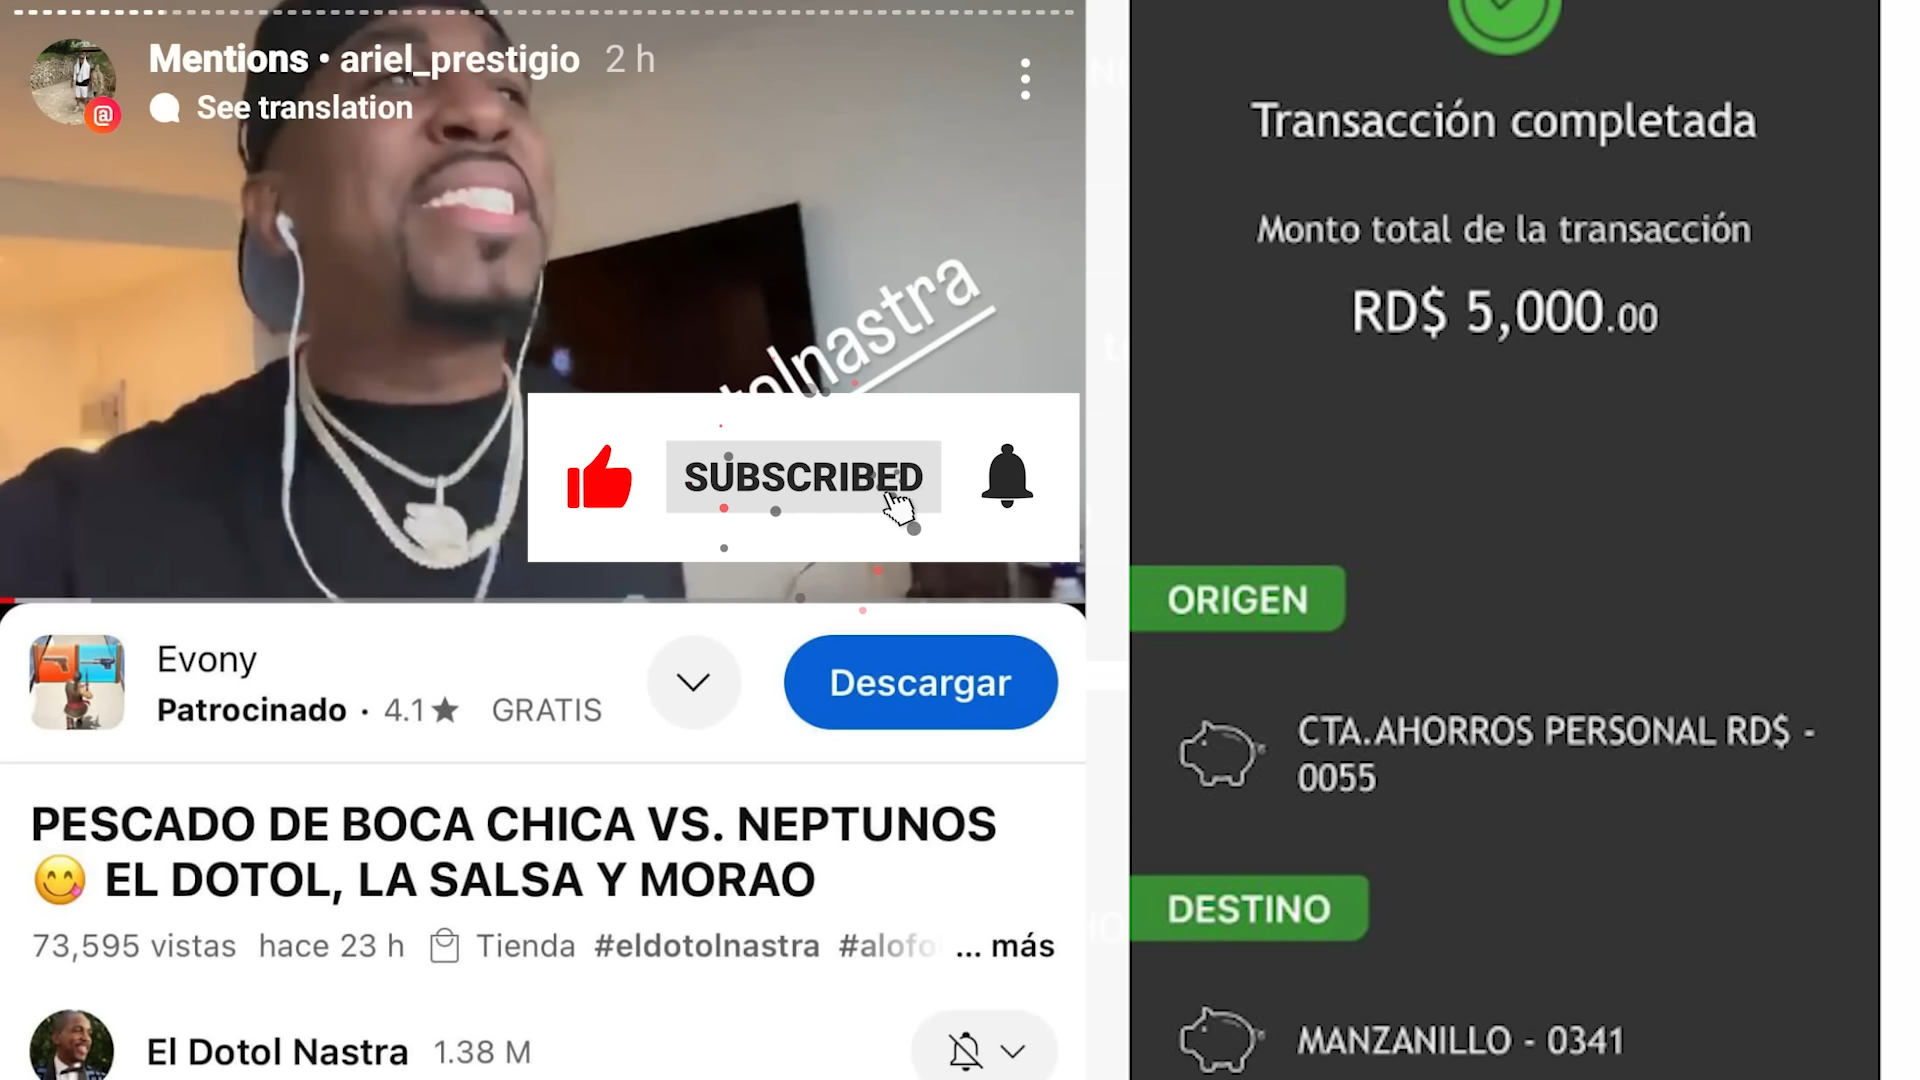 Mentions • ariel_prestigio 2 h
See translation
tolnastra
SUBSCRIBED
Evony
Patrocinado · 4.1★ GRATIS
Descargar
PESCADO DE BOCA CHICA VS. NEPTUNOS
😋 EL DOTOL, LA SALSA Y MORAO
73,595 vistas hace 23 h Tienda #eldotolnastra #alofo ... más
El Dotol Nastra 1.38 M
Transacción completada
Monto total de la transacción
RD$ 5,000.00
ORIGEN
CTA.AHORROS PERSONAL RD$ -
0055
DESTINO
MANZANILLO - 0341